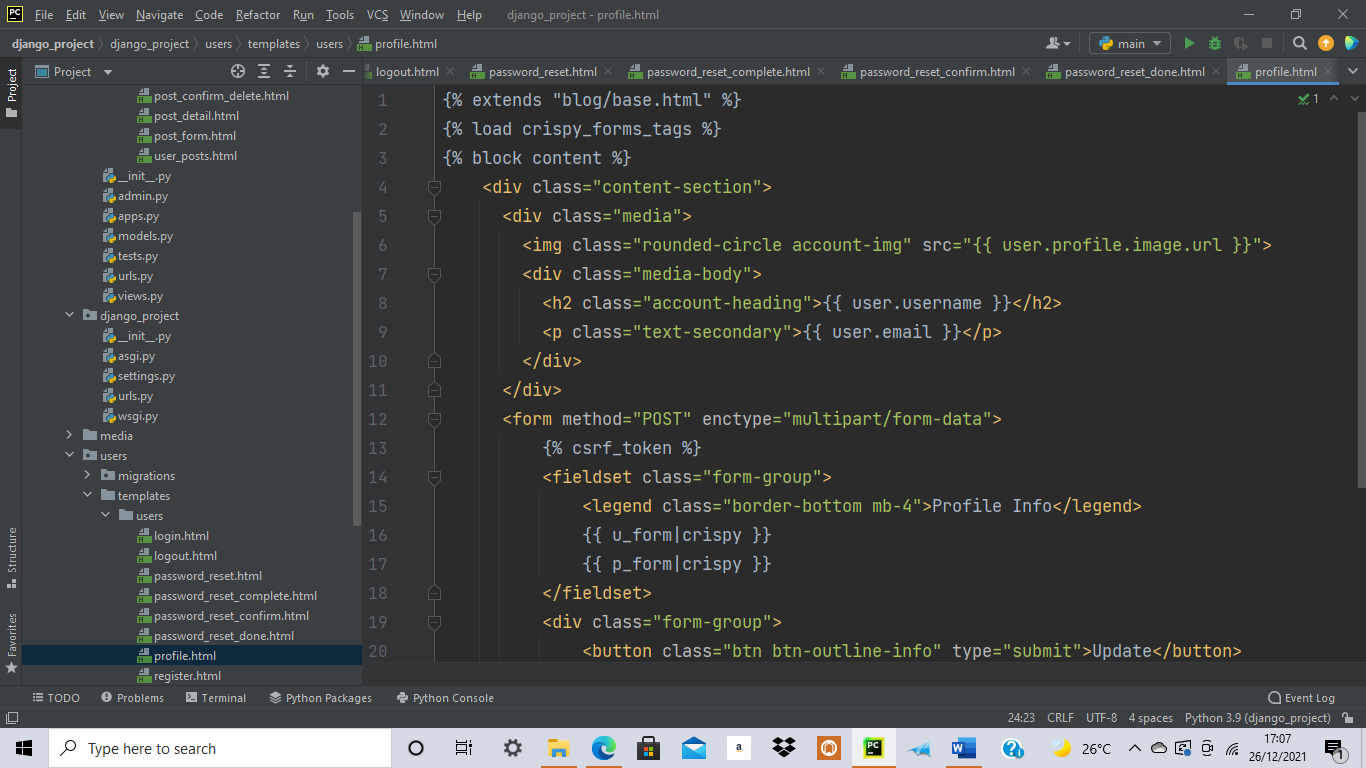 PC File Edit View Navigate Code Refactor Run Tools VCS Window Help django_project - profile.html
django_project django_project users templates users profile.html main
Project logout.html password_reset.html password_reset_complete.html password_reset_confirm.html password_reset_done.html profile.html
Project
post_confirm_delete.html
post_detail.html
post_form.html
user_posts.html
__init__.py
admin.py
apps.py
models.py
tests.py
urls.py
views.py
django_project
__init__.py
asgi.py
settings.py
urls.py
wsgi.py
media
users
migrations
templates
users
login.html
logout.html
password_reset.html
password_reset_complete.html
password_reset_confirm.html
password_reset_done.html
profile.html
register.html
Structure
Favorites
1 {% extends "blog/base.html" %}
2 {% load crispy_forms_tags %}
3 {% block content %}
4 <div class="content-section">
5 <div class="media">
6 <img class="rounded-circle account-img" src="{{ user.profile.image.url }}">
7 <div class="media-body">
8 <h2 class="account-heading">{{ user.username }}</h2>
9 <p class="text-secondary">{{ user.email }}</p>
10 </div>
11 </div>
12 <form method="POST" enctype="multipart/form-data">
13 {% csrf_token %}
14 <fieldset class="form-group">
15 <legend class="border-bottom mb-4">Profile Info</legend>
16 {{ u_form|crispy }}
17 {{ p_form|crispy }}
18 </fieldset>
19 <div class="form-group">
20 <button class="btn btn-outline-info" type="submit">Update</button>
1
TODO Problems Terminal Python Packages Python Console Event Log
24:23 CRLF UTF-8 4 spaces Python 3.9 (django_project)
Type here to search a PC W 26°C 17:07
26/12/2021 1